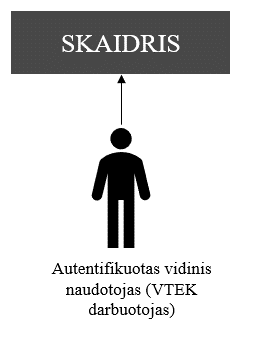 SKAIDRIS
Autentifikuotas vidinis
naudotojas (VTEK
darbuotojas)